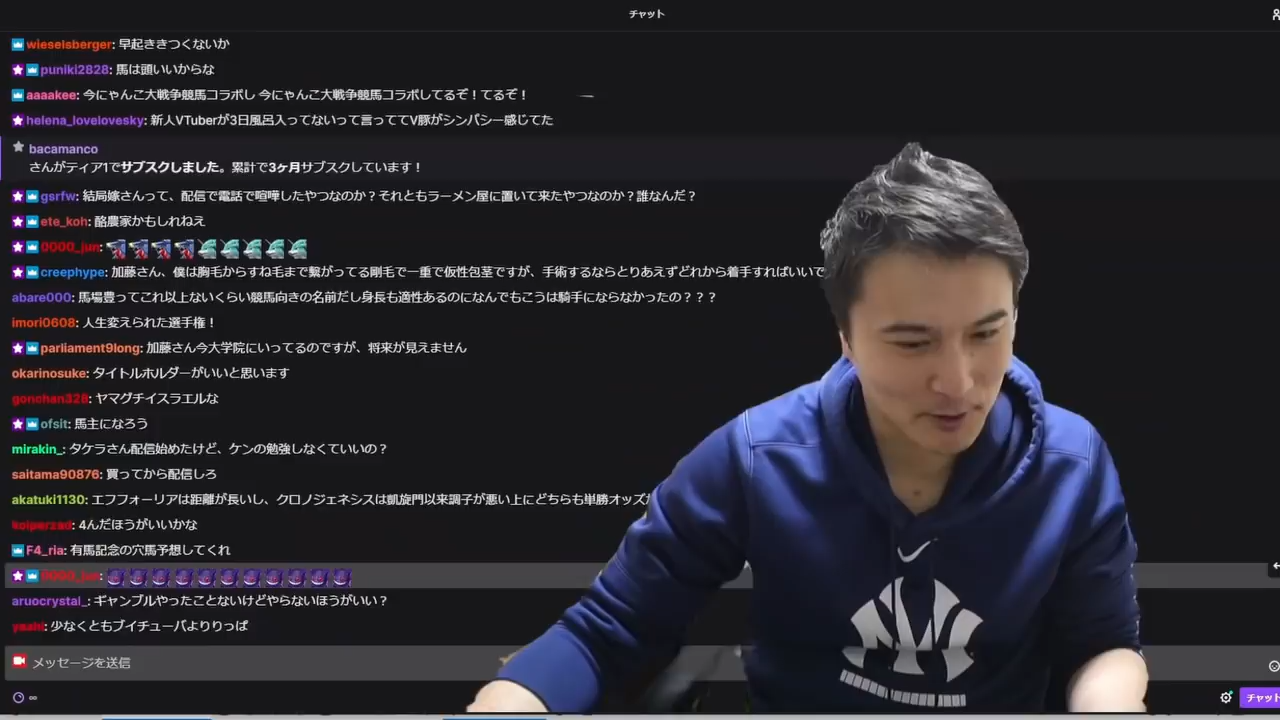 チャット
wieselsberger: 早起ききつくないか
puniki2828: 馬は頭いいからな
aaaakee: 今にゃんこ大戦争競馬コラボし 今にゃんこ大戦争競馬コラボしてるぞ！てるぞ！
helena_lovelovesky: 新人VTuberが3日風呂入ってないって言っててV豚がシンパシー感じてた
bacamanco
さんがティア1でサブスクしました。累計で3ヶ月サブスクしています！
gsrfw: 結局嫁さんって、配信で電話で喧嘩したやつなのか？それともラーメン屋に置いて来たやつなのか？誰なんだ？
ete_koh: 酪農家かもしれねえ
0000_jun:
creephype: 加藤さん、僕は胸毛からすね毛まで繋がってる剛毛で一重で仮性包茎ですが、手術するならとりあえずどれから着手すればいいで
abare000: 馬場豊ってこれ以上ないくらい競馬向きの名前だし身長も適性あるのになんでもこうは騎手にならなかったの？？？
imori0608: 人生変えられた選手権！
parliament9long: 加藤さん今大学院にいってるのですが、将来が見えません
okarinosuke: タイトルホルダーがいいと思います
gonchan328: ヤマグチイスラエルな
ofsit: 馬主になろう
mirakin_: タケラさん配信始めたけど、ケンの勉強しなくていいの？
saitama90876: 買ってから配信しろ
akatuki1130: エフフォーリアは距離が長いし、クロノジェネシスは凱旋門以来調子が悪い上にどちらも単勝オッズが
kolperzad: 4んだほうがいいかな
F4_ria: 有馬記念の穴馬予想してくれ
0000_jun:
aruocrystal_: ギャンブルやったことないけどやらないほうがいい？
少なくともブイチューバよりりっぱ
メッセージを送信
∞
チャット